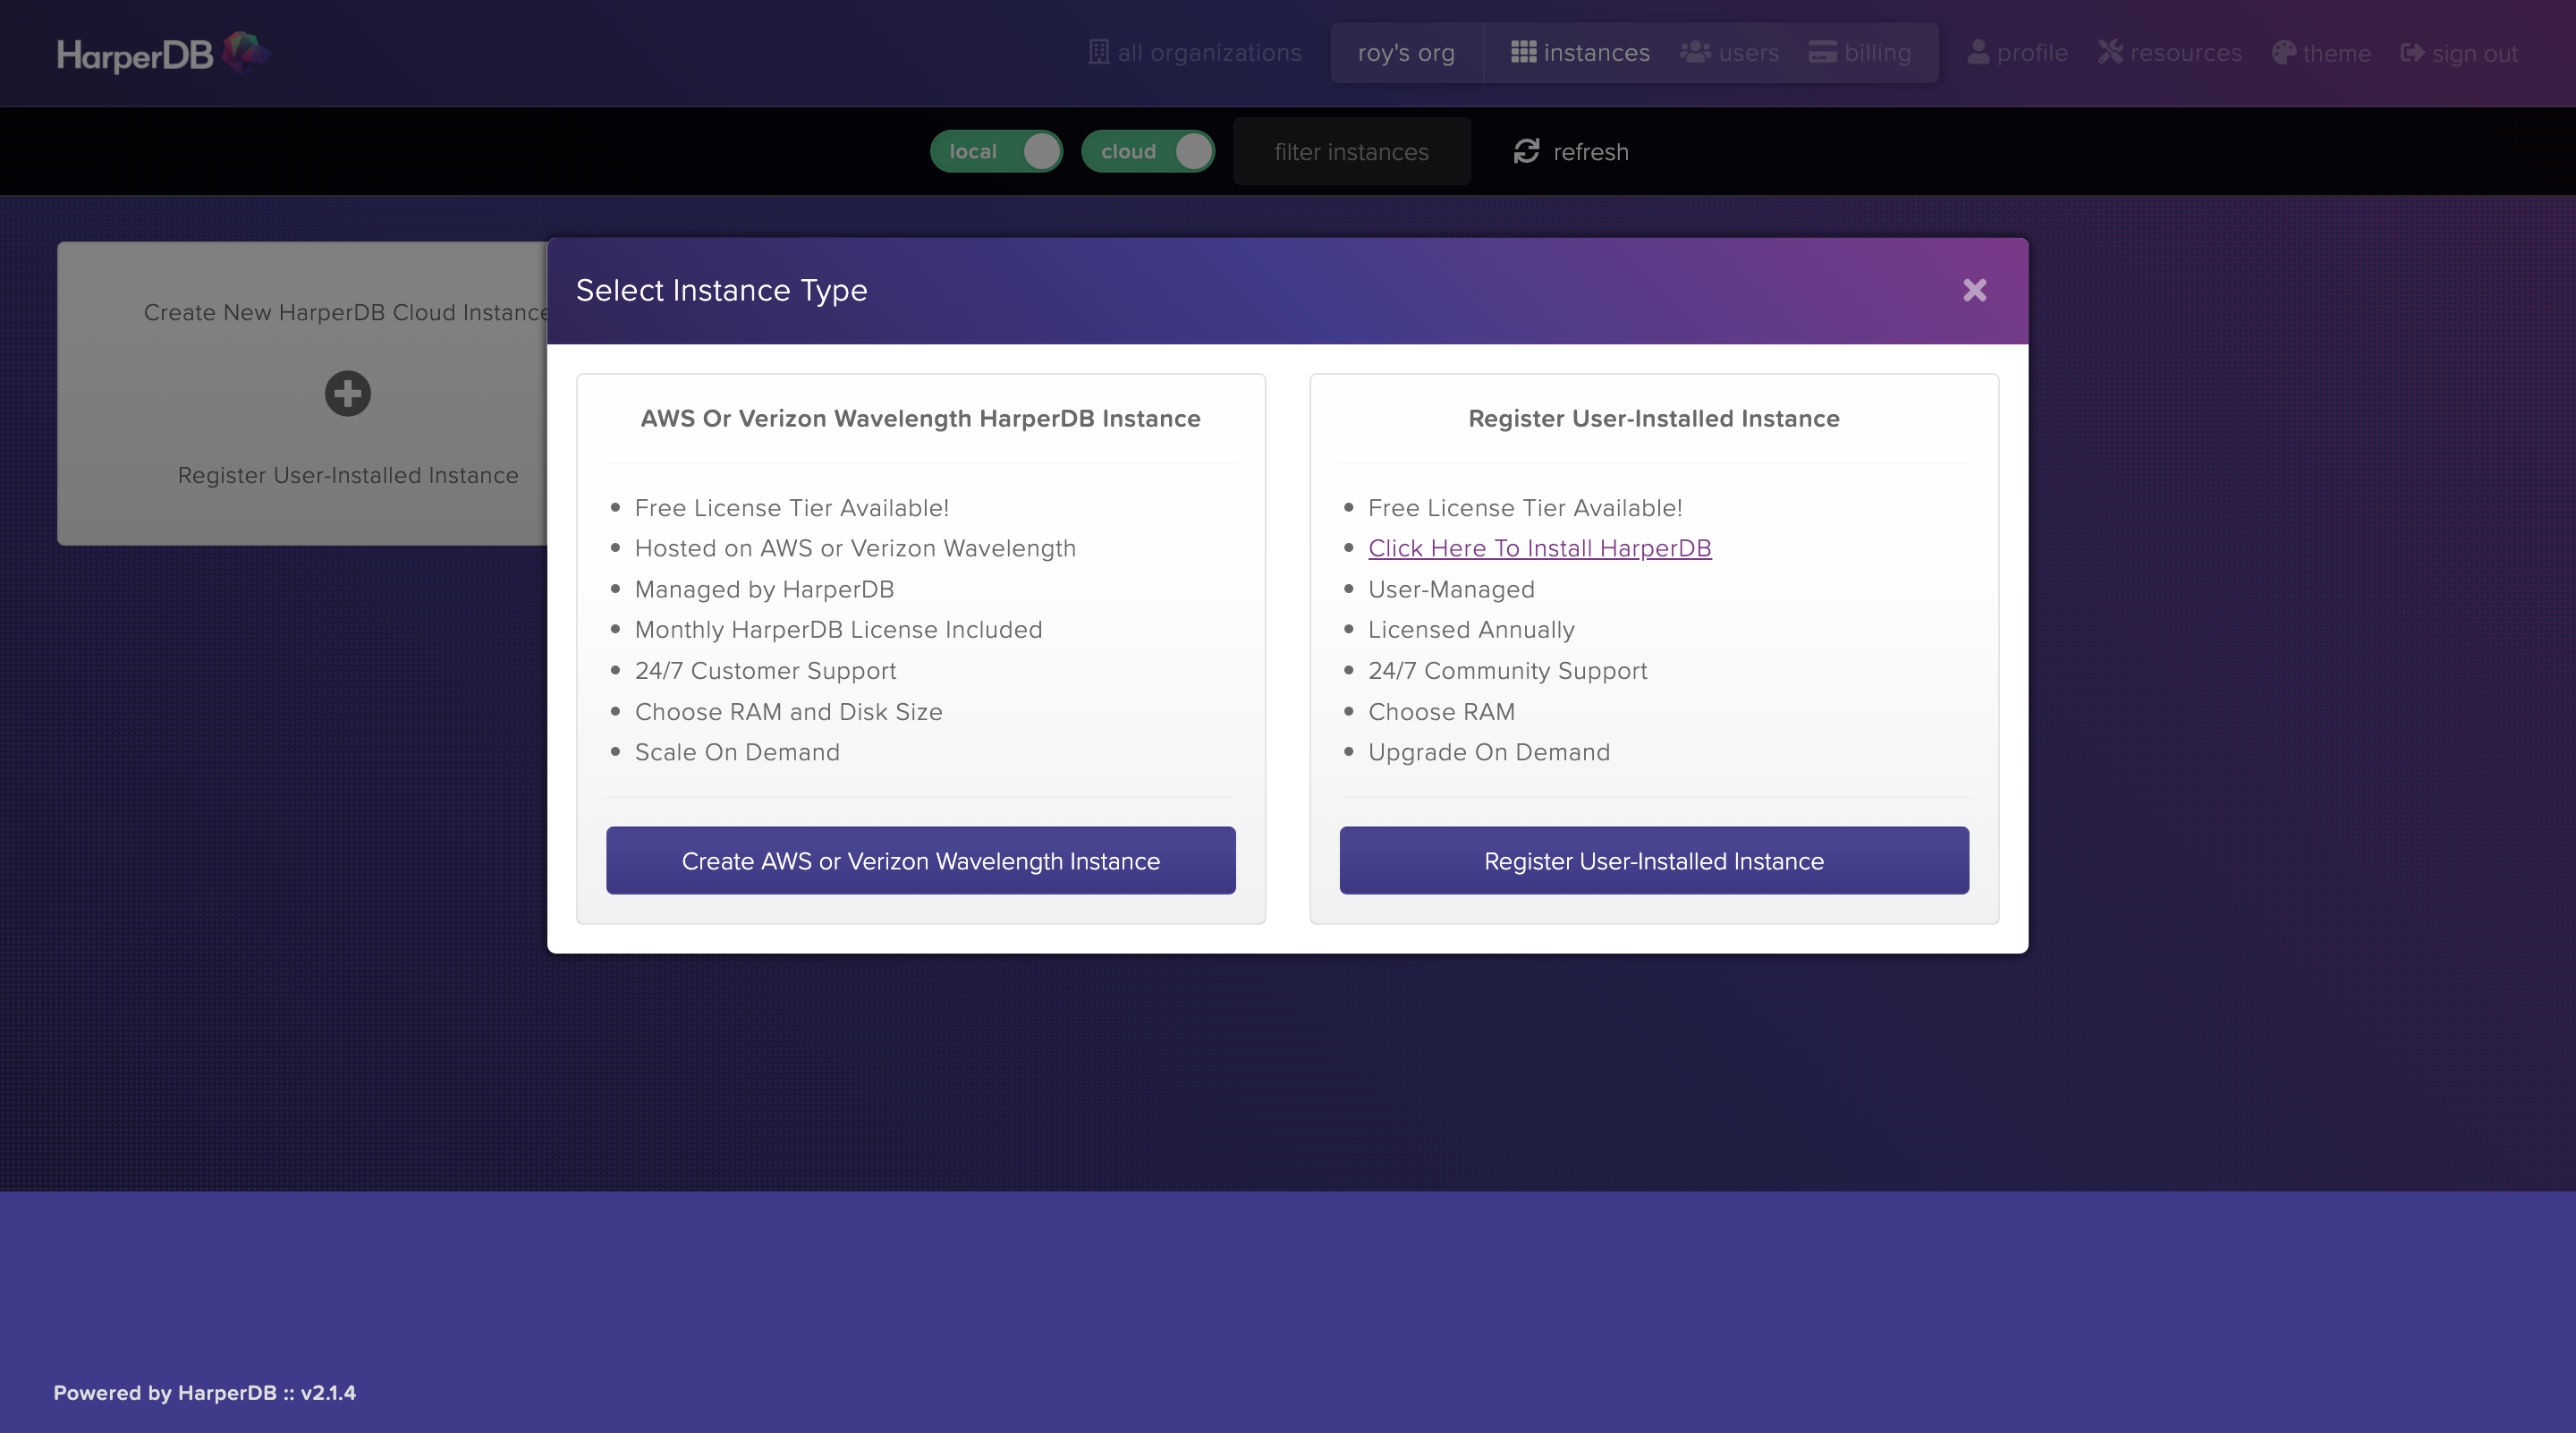 HarperDB
all organizations
roy's org
instances
users
billing
profile
resources
theme
sign out
local
cloud
filter instances
refresh
Create New HarperDB Cloud Instance
Register User-Installed Instance
Select Instance Type
AWS Or Verizon Wavelength HarperDB Instance
Free License Tier Available!
Hosted on AWS or Verizon Wavelength
Managed by HarperDB
Monthly HarperDB License Included
24/7 Customer Support
Choose RAM and Disk Size
Scale On Demand
Create AWS or Verizon Wavelength Instance
Register User-Installed Instance
Free License Tier Available!
Click Here To Install HarperDB
User-Managed
Licensed Annually
24/7 Community Support
Choose RAM
Upgrade On Demand
Register User-Installed Instance
Powered by HarperDB :: v2.1.4